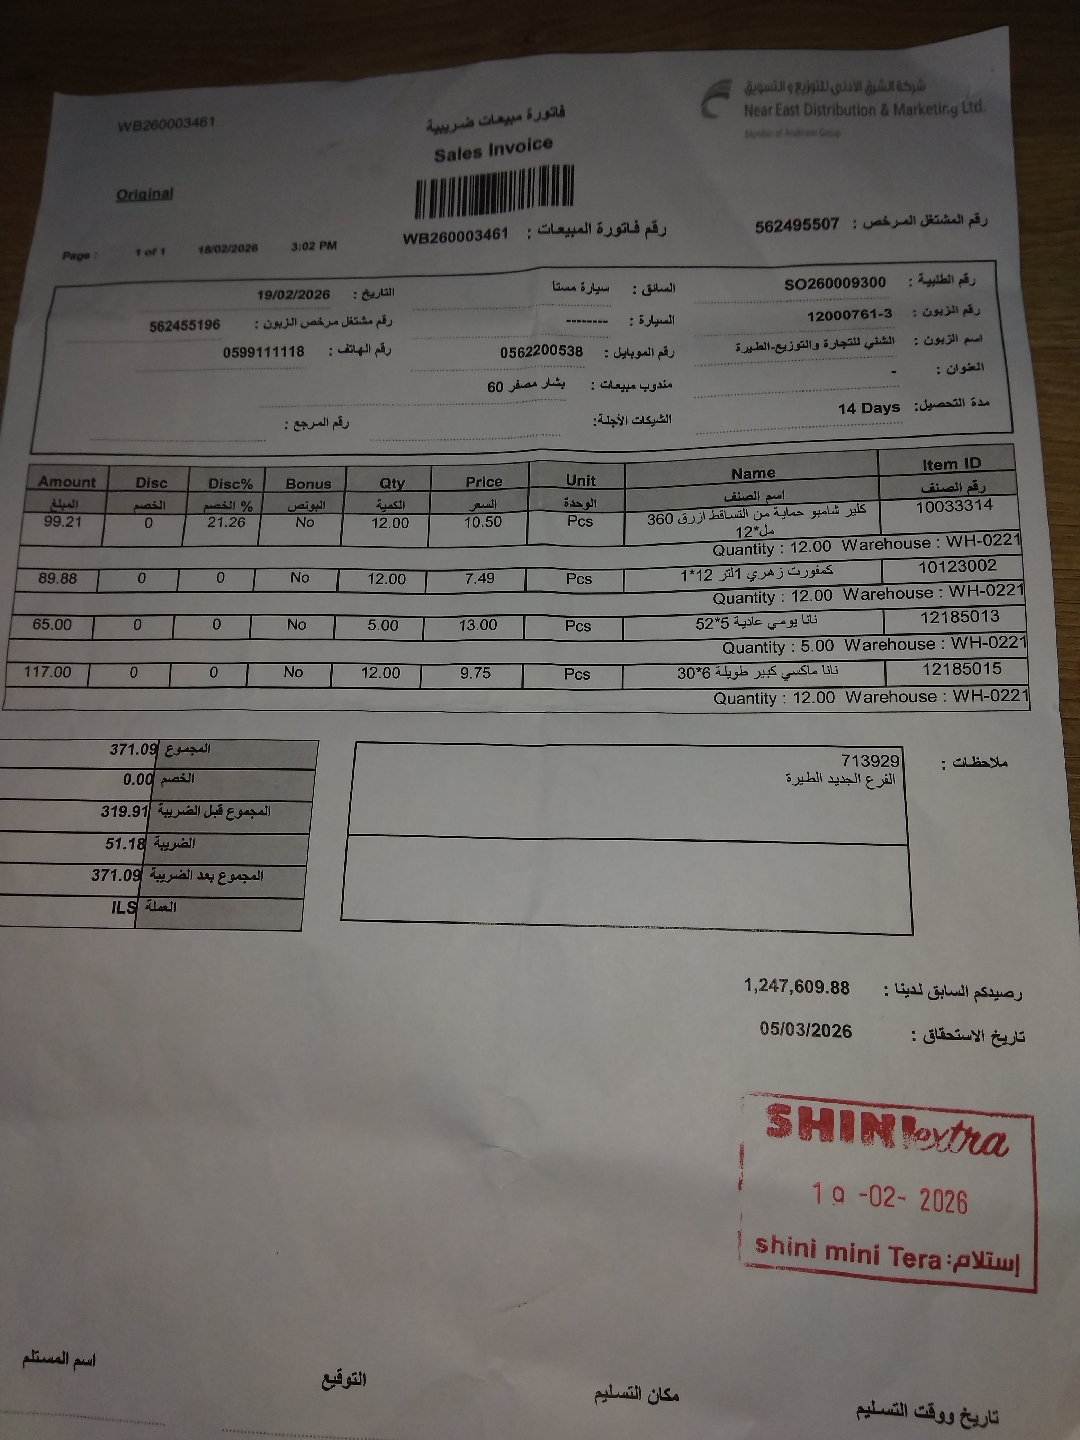 WB260003461
فاتورة مبيعات ضريبية
Sales Invoice
شركة الشرق الأدنى للتوزيع والتسويق
Near East Distribution & Marketing Ltd.
Original
رقم المشتغل المرخص : 562495507
رقم فاتورة المبيعات : WB260003461
Page : 1 of 1 18/02/2026 3:02 PM
رقم الطلبية : SO260009300 السائق : سيارة مستا التاريخ : 19/02/2026
رقم الزبون : 12000761-3 السيارة : -------- رقم مشتغل مرخص الزبون : 562455196
اسم الزبون : الشني للتجارة والتوزيع-الطيرة رقم الموبايل : 0562200538 رقم الهاتف : 0599111118
العنوان : - مندوب مبيعات : بشار مصفر 60
مدة التحصيل: 14 Days الشيكات الآجلة: رقم المرجع :
Amount Disc Disc% Bonus Qty Price Unit Name Item ID
المبلغ الخصم الخصم % البونص الكمية السعر الوحدة اسم الصنف رقم الصنف
99.21 0 21.26 No 12.00 10.50 Pcs كلير شامبو حماية من التساقط ازرق 360 مل*12 10033314
Quantity : 12.00 Warehouse : WH-0221
89.88 0 0 No 12.00 7.49 Pcs كمفورت زهري 1لتر 12*1 10123002
Quantity : 12.00 Warehouse : WH-0221
65.00 0 0 No 5.00 13.00 Pcs نانا يومي عادية 5*52 12185013
Quantity : 5.00 Warehouse : WH-0221
117.00 0 0 No 12.00 9.75 Pcs نانا ماكسي كبير طويلة 6*30 12185015
Quantity : 12.00 Warehouse : WH-0221
المجموع 371.09
الخصم 0.00
المجموع قبل الضريبة 319.91
الضريبة 51.18
المجموع بعد الضريبة 371.09
العملة ILS
ملاحظات : 713929
الفرع الجديد الطيرة
رصيدكم السابق لدينا : 1,247,609.88
تاريخ الاستحقاق : 05/03/2026
SHINI extra
19 -02- 2026
إستلام: shini mini Tera
تاريخ ووقت التسليم مكان التسليم التوقيع اسم المستلم